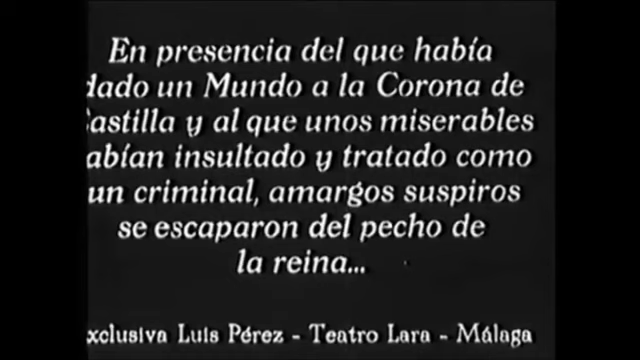 En presencia del que había
dado un Mundo a la Corona de
Castilla y al que unos miserables
abían insultado y tratado como
un criminal, amargos suspiros
se escaparon del pecho de
la reina...
xclusiva Luis Pérez - Teatro Lara - Málaga